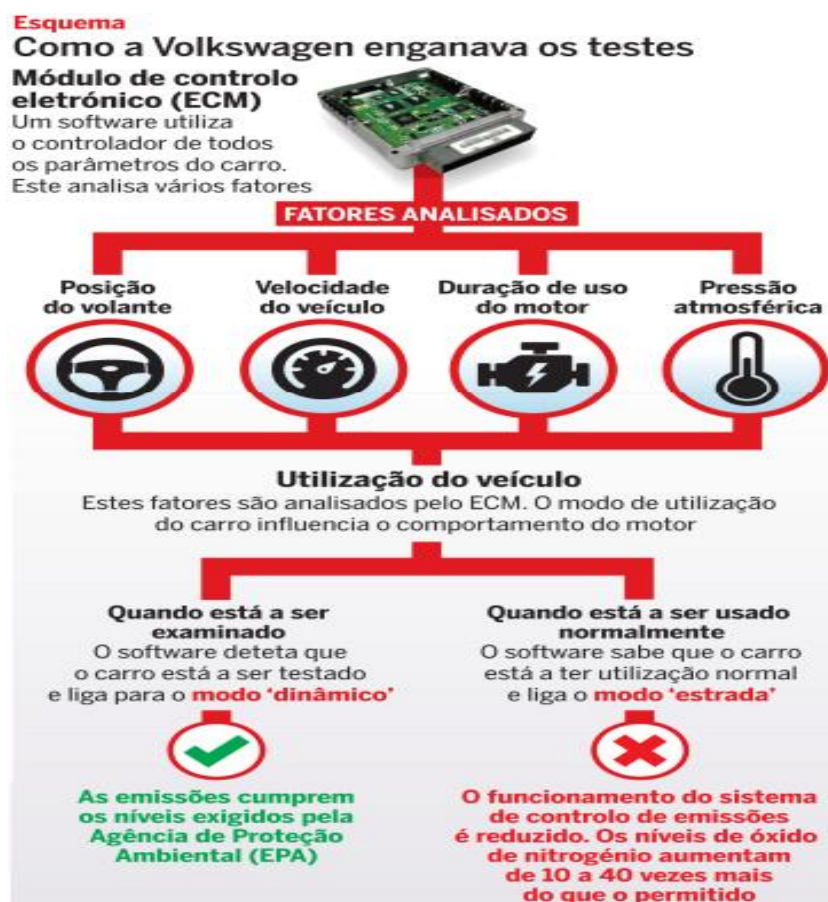 Esquema
Como a Volkswagen enganava os testes
Módulo de controlo
eletrónico (ECM)
Um software utiliza
o controlador de todos
os parâmetros do carro.
Este analisa vários fatores
FATORES ANALISADOS
Posição
do volante
Velocidade
do veículo
Duração de uso
do motor
Pressão
atmosférica
Utilização do veículo
Estes fatores são analisados pelo ECM. O modo de utilização
do carro influencia o comportamento do motor
Quando está a ser
examinado
O software deteta que
o carro está a ser testado
e liga para o modo ‘dinâmico’
As emissões cumprem
os níveis exigidos pela
Agência de Proteção
Ambiental (EPA)
Quando está a ser usado
normalmente
O software sabe que o carro
está a ter utilização normal
e liga o modo ‘estrada’
O funcionamento do sistema
de controlo de emissões
é reduzido. Os níveis de óxido
de nitrogénio aumentam
de 10 a 40 vezes mais
do que o permitido